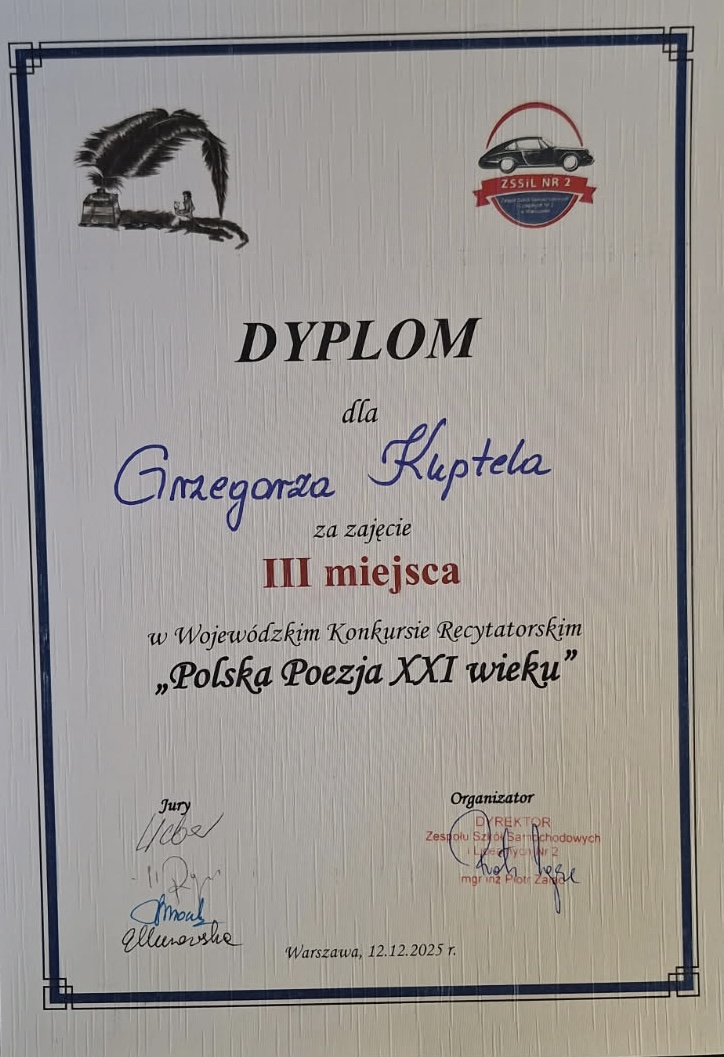 ZSSiL NR 2
DYPLOM
dla
Grzegorza Kuptela
za zajęcie
III miejsca
w Wojewódzkim Konkursie Recytatorskim
„Polska Poezja XXI wieku”
Jury
Organizator
DYREKTOR
Zespołu Szkół Samochodowych
i Licealnych Nr 2
mgr inż Piotr
Warszawa, 12.12.2025 r.